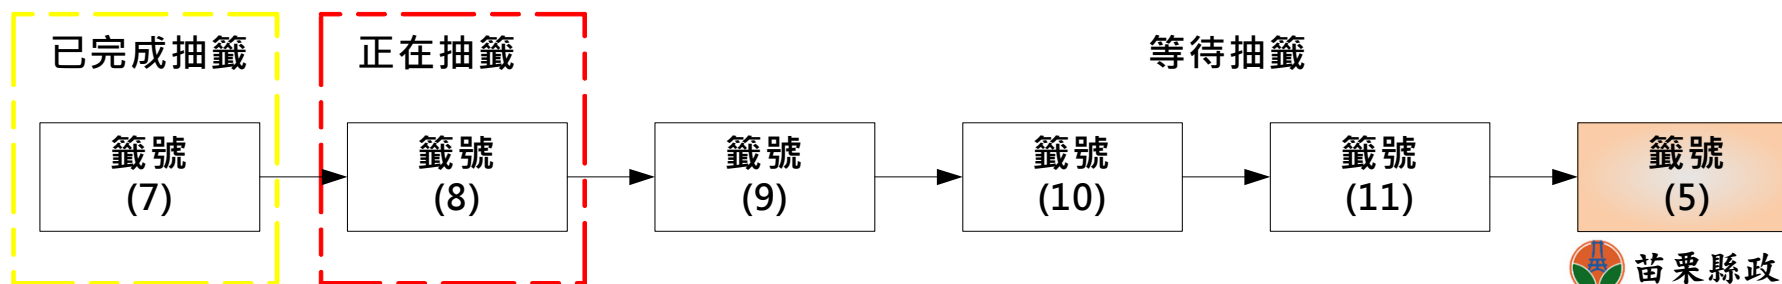 已完成抽籤
正在抽籤
等待抽籤
籤號
(7)
籤號
(8)
籤號
(9)
籤號
(10)
籤號
(11)
籤號
(5)
苗栗縣政